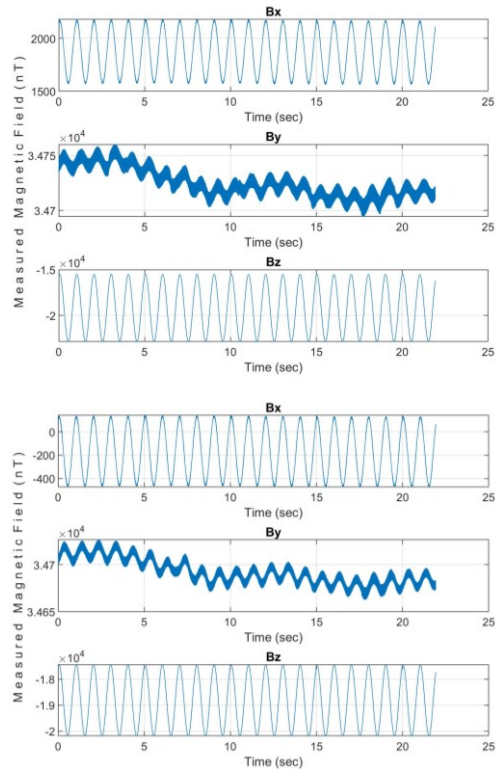 Bx
2000
1500
0 5 10 15 20 25
Time (sec)
×10⁴
By
3.475
3.47
0 5 10 15 20 25
Time (sec)
×10⁴
Bz
-1.5
-2
0 5 10 15 20 25
Time (sec)
Measured Magnetic Field (nT)
Bx
0
-200
-400
0 5 10 15 20 25
Time (sec)
×10⁴
By
3.47
3.465
0 5 10 15 20 25
Time (sec)
×10⁴
Bz
-1.8
-1.9
-2
0 5 10 15 20 25
Time (sec)
Measured Magnetic Field (nT)